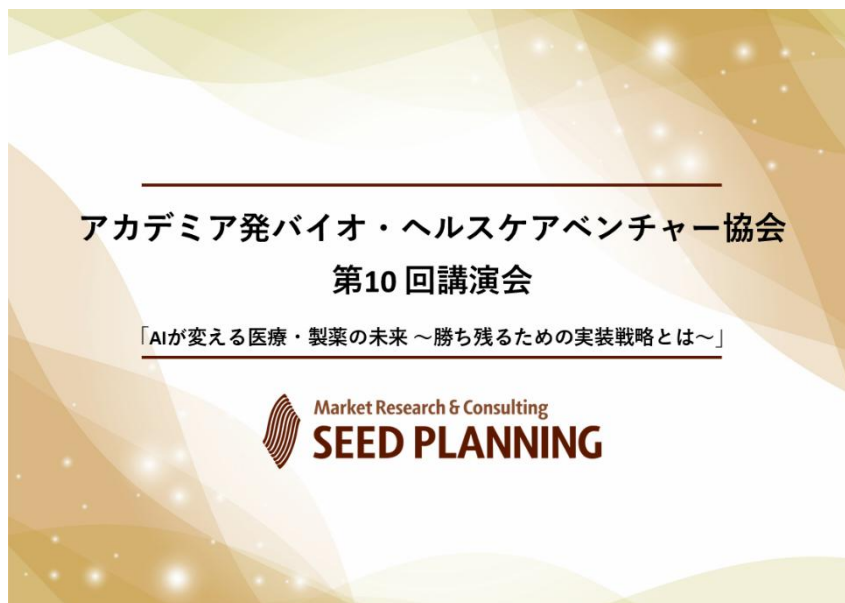 アカデミア発バイオ・ヘルスケアベンチャー協会
第10 回講演会
「AIが変える医療・製薬の未来 ～勝ち残るための実装戦略とは～」
Market Research & Consulting
SEED PLANNING